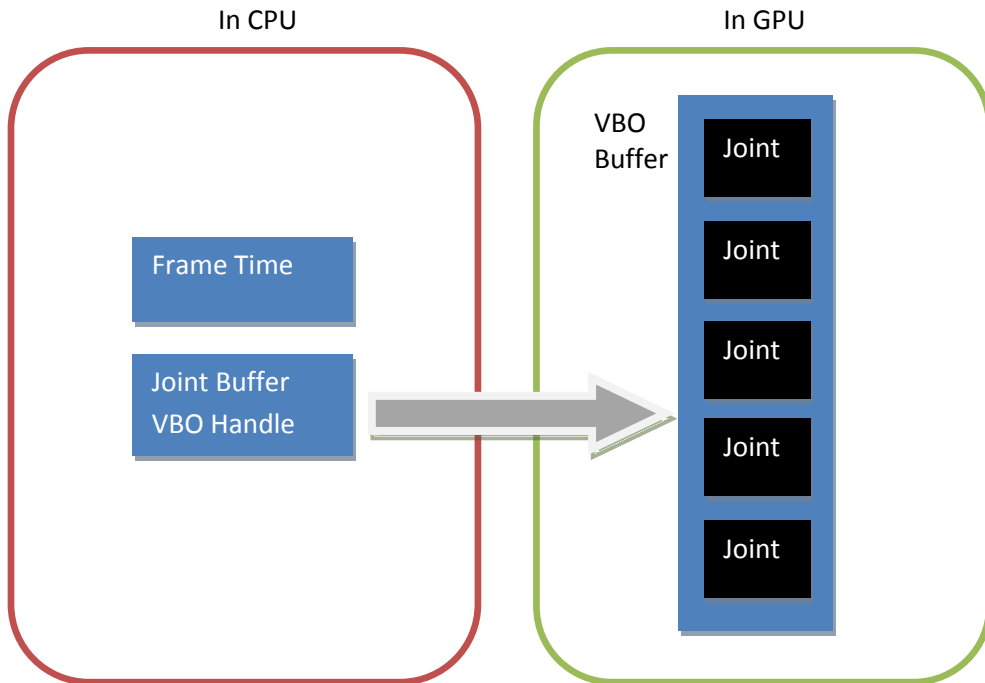 In CPU
In GPU
Frame Time
Joint Buffer
VBO Handle
VBO
Buffer
Joint
Joint
Joint
Joint
Joint